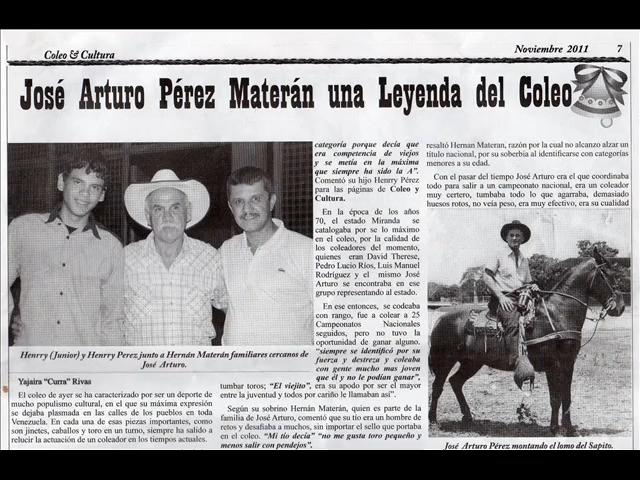 Coleo & Cultura
Noviembre 2011 7
José Arturo Pérez Materán una Leyenda del Coleo
Henrry (Junior) y Henrry Perez junto a Hernán Materán familiares cercanos de
José Arturo.
Yajaira “Curra” Rivas
El coleo de ayer se ha caracterizado por ser un deporte de
mucho populismo cultural, en el que su máxima expresión
se dejaba plasmada en las calles de los pueblos en toda
Venezuela. En cada una de esas piezas importantes, como
son jinetes, caballos y toro en un turno, siempre ha salido a
relucir la actuación de un coleador en los tiempos actuales.
categoría porque decía que
era competencia de viejos
y se metía en la máxima
que siempre ha sido la A”.
Comentó su hijo Henrry Pérez
para las páginas de Coleo y
Cultura.
En la época de los años
70, el estado Miranda se
catalogaba por se lo máximo
en el coleo, por la calidad de
los coleadores del momento,
quienes eran David Therese,
Pedro Lucio Ríos, Luis Manuel
Rodríguez y el mismo José
Arturo se encontraba en ese
grupo representando al estado.
En ese entonces, se codeaba
con rango, fue a colear a 25
Campeonatos Nacionales
seguidos, pero no tuvo la
oportunidad de ganar alguno.
“siempre se identificó por su
fuerza y destreza y coleaba
con gente mucho mas joven
que él y no le podían ganar”,
tumbar toros; “El viejito”, era su apodo por ser el mayor
entre la juventud y todos por cariño le llamaban así”.
Según su sobrino Hernán Materán, quien es parte de la
familia de José Arturo, comentó que su tío era un hombre de
retos y desafiaba a muchos, sin importar el sello que portaba
en el coleo. “Mi tío decía” “no me gusta toro pequeño y
menos salir con pendejos”.
resaltó Hernan Materan, razón por la cual no alcanzo alzar un
título nacional, por su soberbia al identificarse con categorías
menores a su edad.
Con el pasar del tiempo José Arturo era el que coordinaba
todo para salir a un campeonato nacional, era un coleador
muy certero, tumbaba todo lo que agarraba, demasiado
huesos rotos, no veía peso, era muy efectivo, era su cualidad
José Arturo Pérez montando el lomo del Sapito.